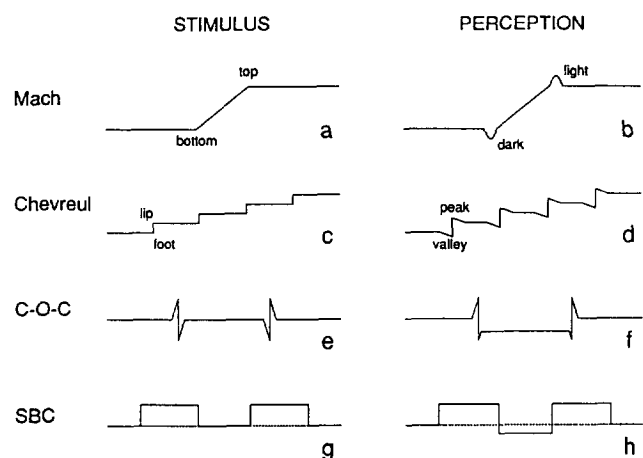 STIMULUS PERCEPTION
Mach top light
bottom a dark b
Chevreul lip peak
foot c valley d
C-O-C e f
SBC g h